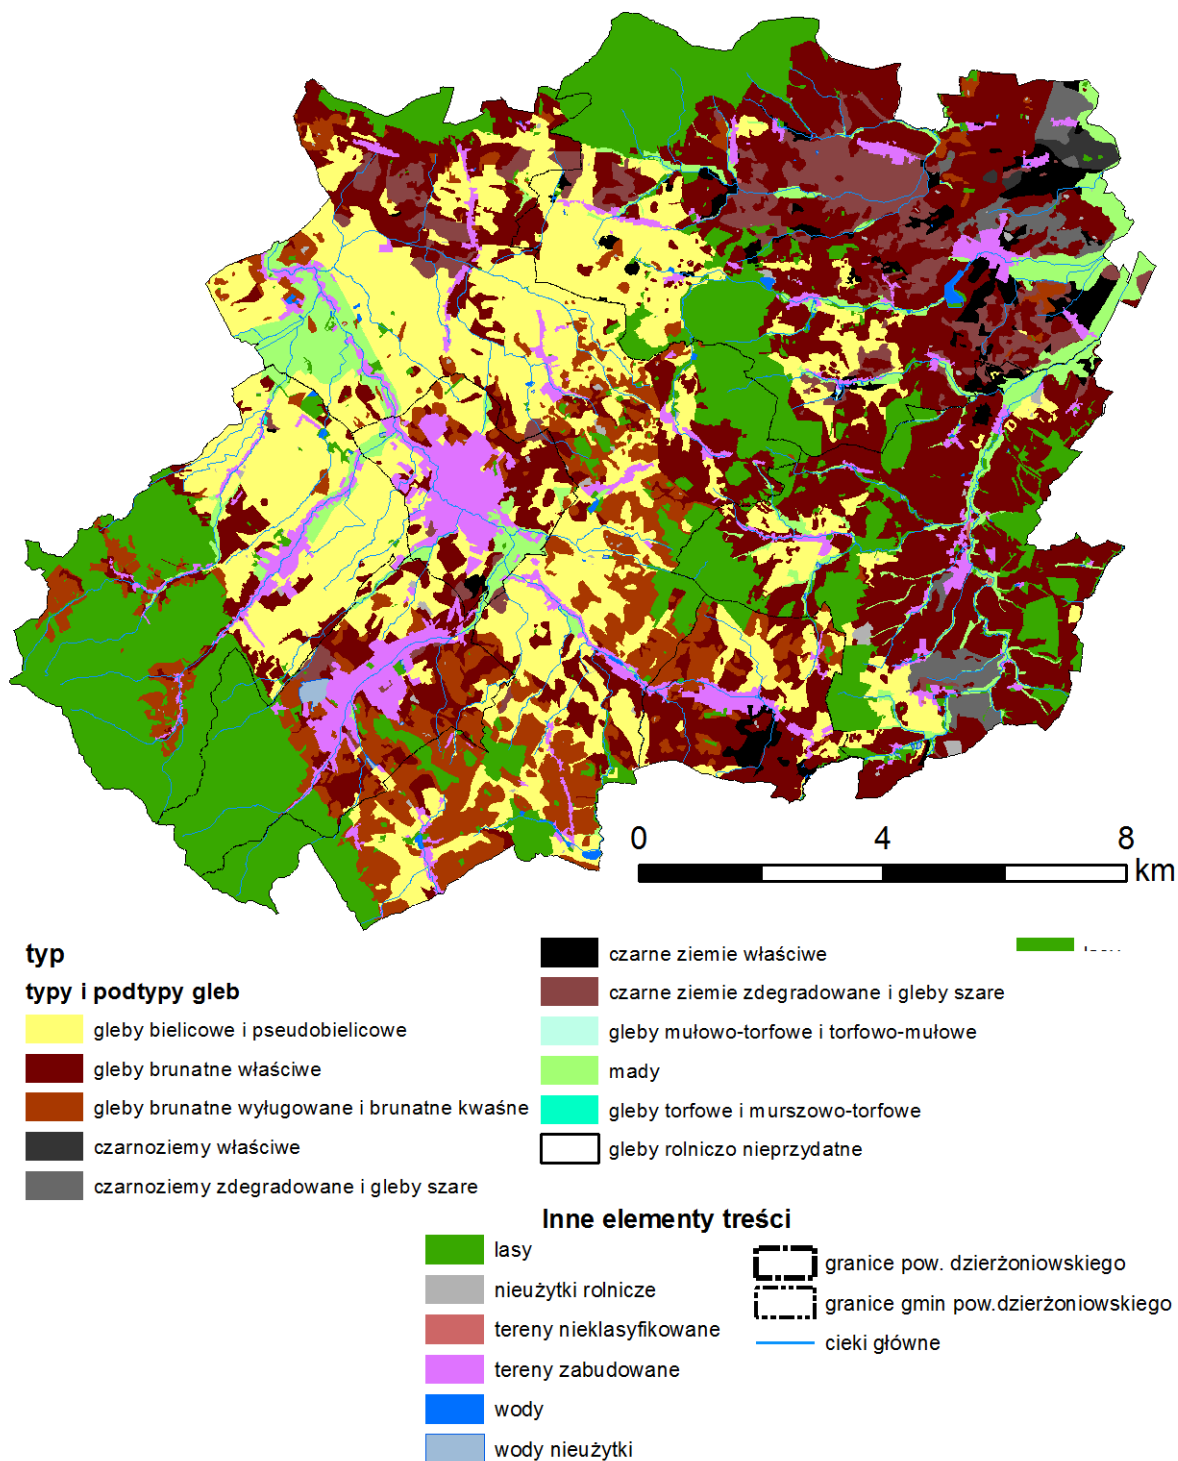 0 4 8
km
typ
typy i podtypy gleb
gleby bielicowe i pseudobielicowe
gleby brunatne właściwe
gleby brunatne wyługowane i brunatne kwaśne
czarnoziemy właściwe
czarnoziemy zdegradowane i gleby szare
czarne ziemie właściwe
czarne ziemie zdegradowane i gleby szare
gleby mułowo-torfowe i torfowo-mułowe
mady
gleby torfowe i murszowo-torfowe
gleby rolniczo nieprzydatne
Inne elementy treści
lasy
nieużytki rolnicze
tereny nieklasyfikowane
tereny zabudowane
wody
wody nieużytki
granice pow. dzierżoniowskiego
granice gmin pow.dzierżoniowskiego
cieki główne